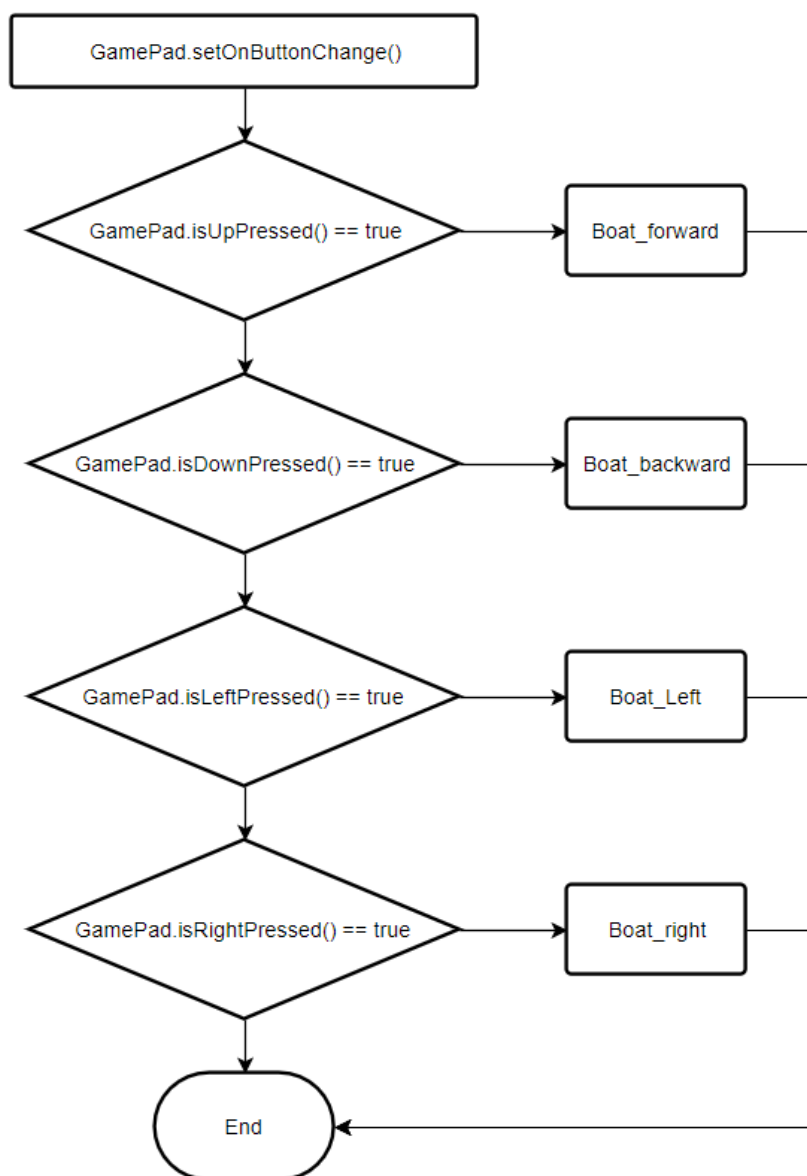 GamePad.setOnButtonChange()
GamePad.isUpPressed() == true
Boat_forward
GamePad.isDownPressed() == true
Boat_backward
GamePad.isLeftPressed() == true
Boat_Left
GamePad.isRightPressed() == true
Boat_right
End